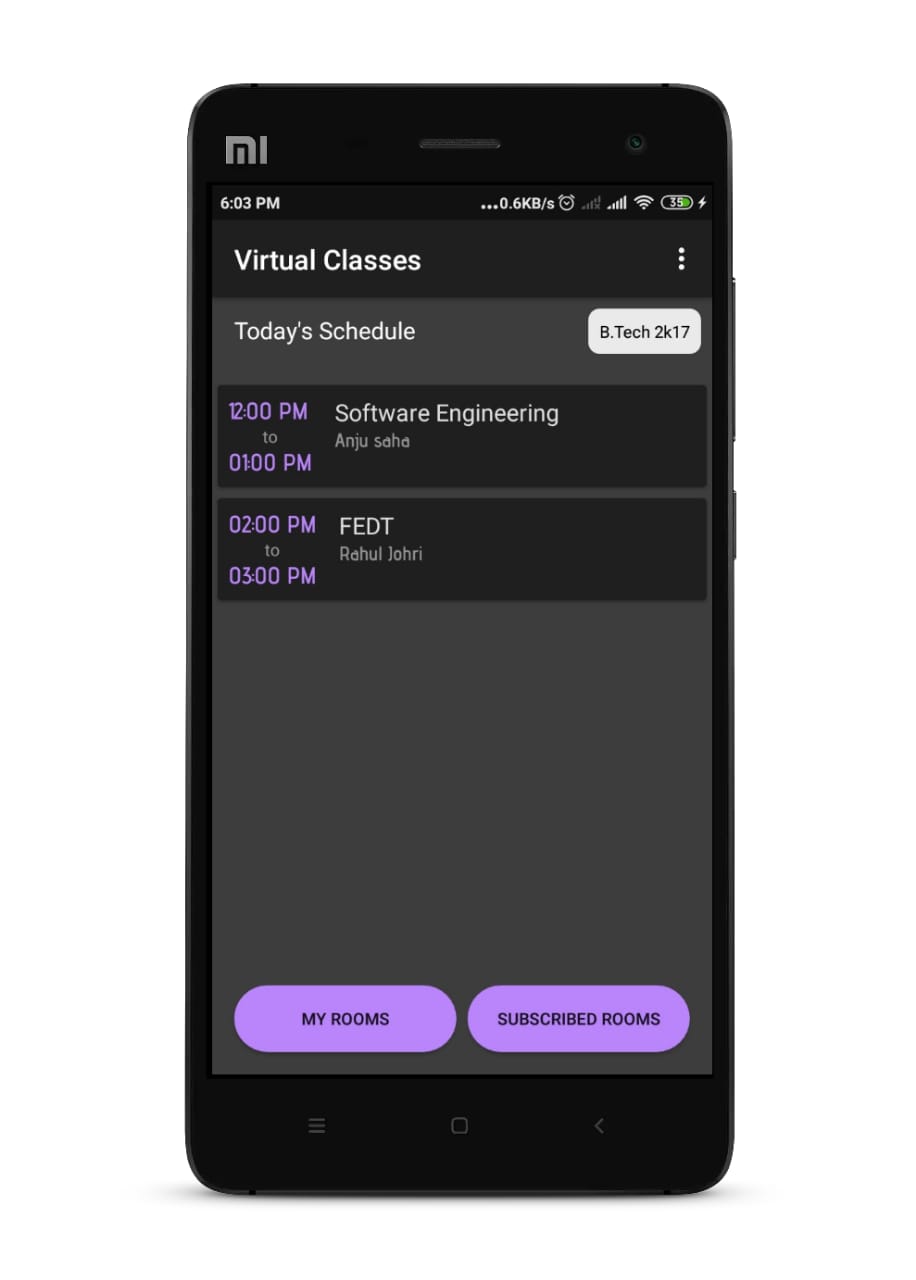 MI
6:03 PM ...0.6KB/s 35
Virtual Classes
Today's Schedule B.Tech 2k17
12:00 PM
to
01:00 PM
Software Engineering
Anju saha
02:00 PM
to
03:00 PM
FEDT
Rahul Johri
MY ROOMS SUBSCRIBED ROOMS